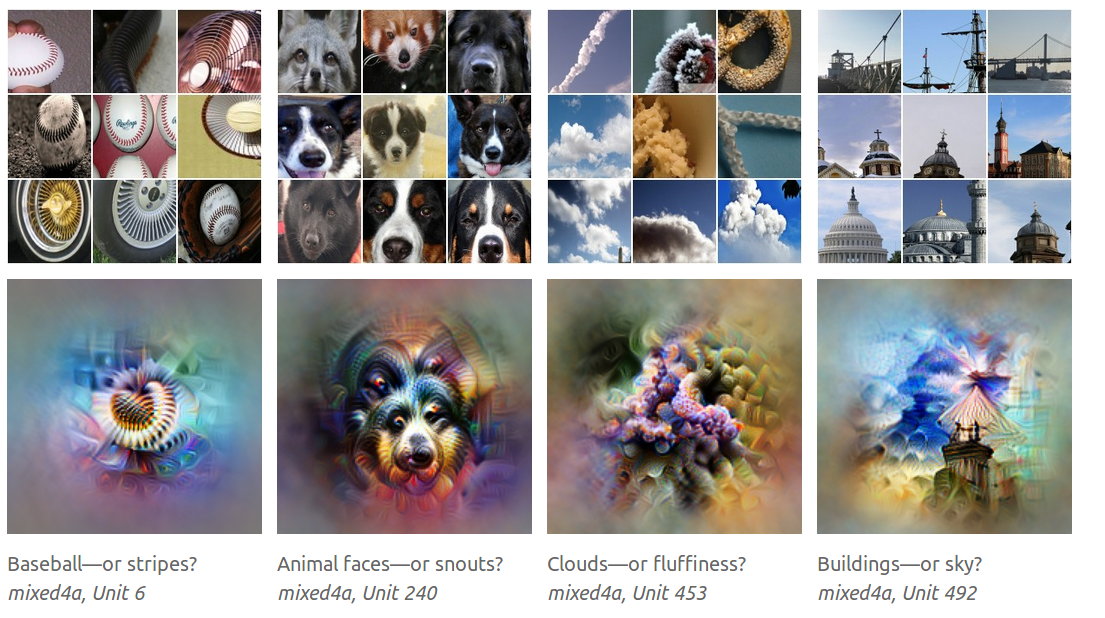 Rawlings
Baseball—or stripes?
mixed4a, Unit 6
Animal faces—or snouts?
mixed4a, Unit 240
Clouds—or fluffiness?
mixed4a, Unit 453
Buildings—or sky?
mixed4a, Unit 492